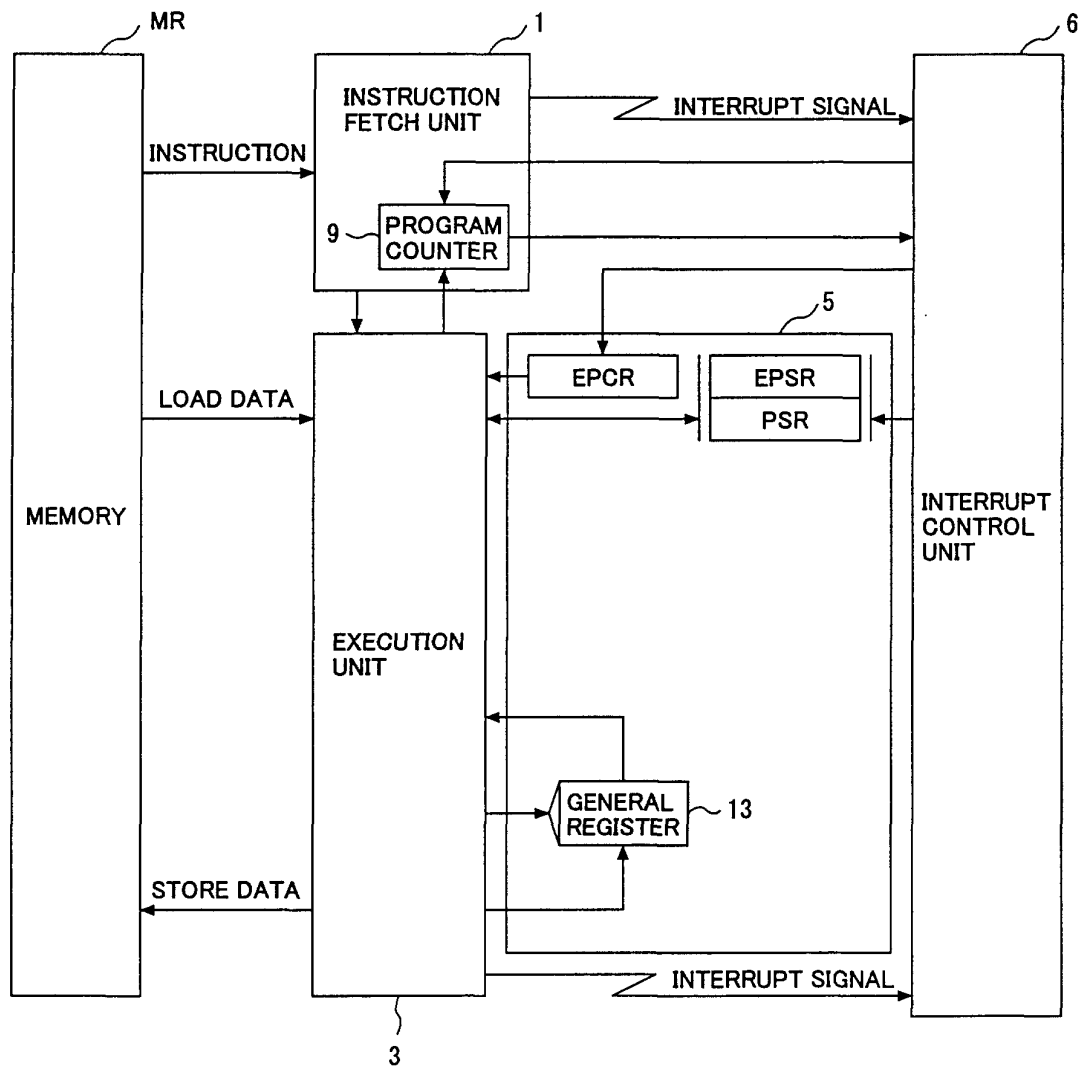 MR
1
6
INSTRUCTION
FETCH UNIT
INTERRUPT SIGNAL
INSTRUCTION
9
PROGRAM
COUNTER
5
EPCR
EPSR
LOAD DATA
PSR
MEMORY
INTERRUPT
CONTROL
UNIT
EXECUTION
UNIT
GENERAL
REGISTER
13
STORE DATA
INTERRUPT SIGNAL
3